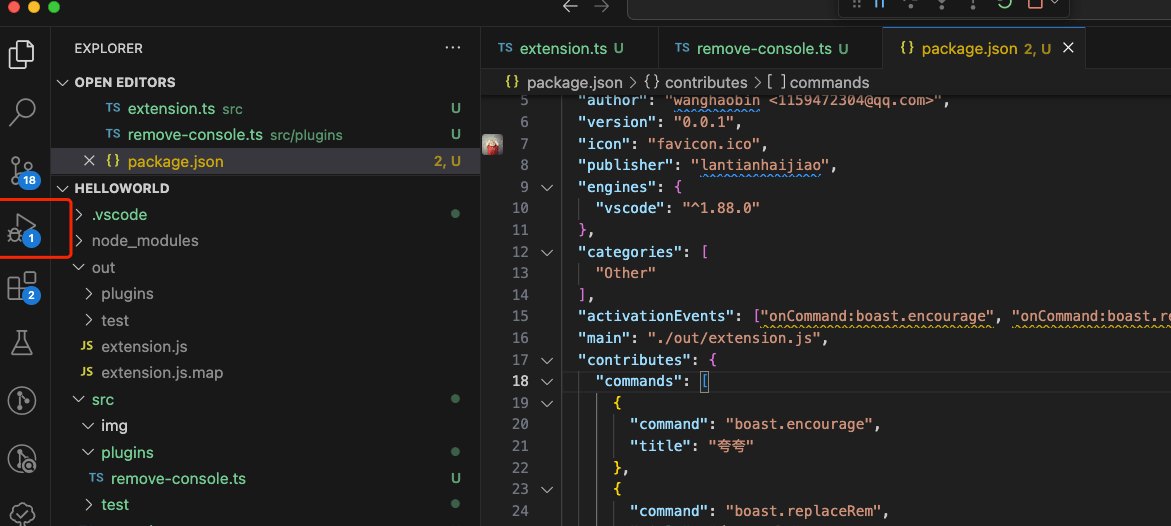 EXPLORER
OPEN EDITORS
TS extension.ts src U
TS remove-console.ts src/plugins U
{} package.json 2, U
HELLOWORLD
.vscode
node_modules
out
plugins
test
JS extension.js
JS extension.js.map
src
img
plugins
TS remove-console.ts U
test
18
1
2
TS extension.ts U
TS remove-console.ts U
{} package.json 2, U
{} package.json > {} contributes > [ ] commands
5 "author": "wanghaobin <1159472304@qq.com>",
6 "version": "0.0.1",
7 "icon": "favicon.ico",
8 "publisher": "lantianhaijiao",
9 "engines": {
10 "vscode": "^1.88.0"
11 },
12 "categories": [
13 "Other"
14 ],
15 "activationEvents": ["onCommand:boast.encourage", "onCommand:boast.re
16 "main": "./out/extension.js",
17 "contributes": {
18 "commands": [
19 {
20 "command": "boast.encourage",
21 "title": "夸夸"
22 },
23 {
24 "command": "boast.replaceRem",